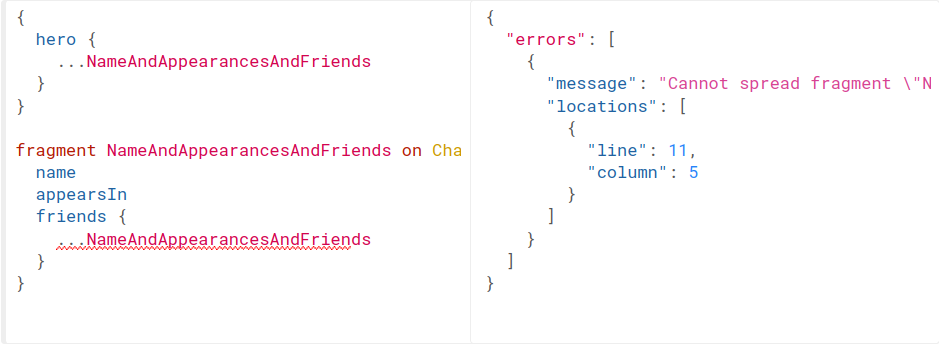 {
  hero {
    ...NameAndAppearancesAndFriends
  }
}

fragment NameAndAppearancesAndFriends on Cha
  name
  appearsIn
  friends {
    ...NameAndAppearancesAndFriends
  }
}

{
  "errors": [
    {
      "message": "Cannot spread fragment \"N
      "locations": [
        {
          "line": 11,
          "column": 5
        }
      ]
    }
  ]
}